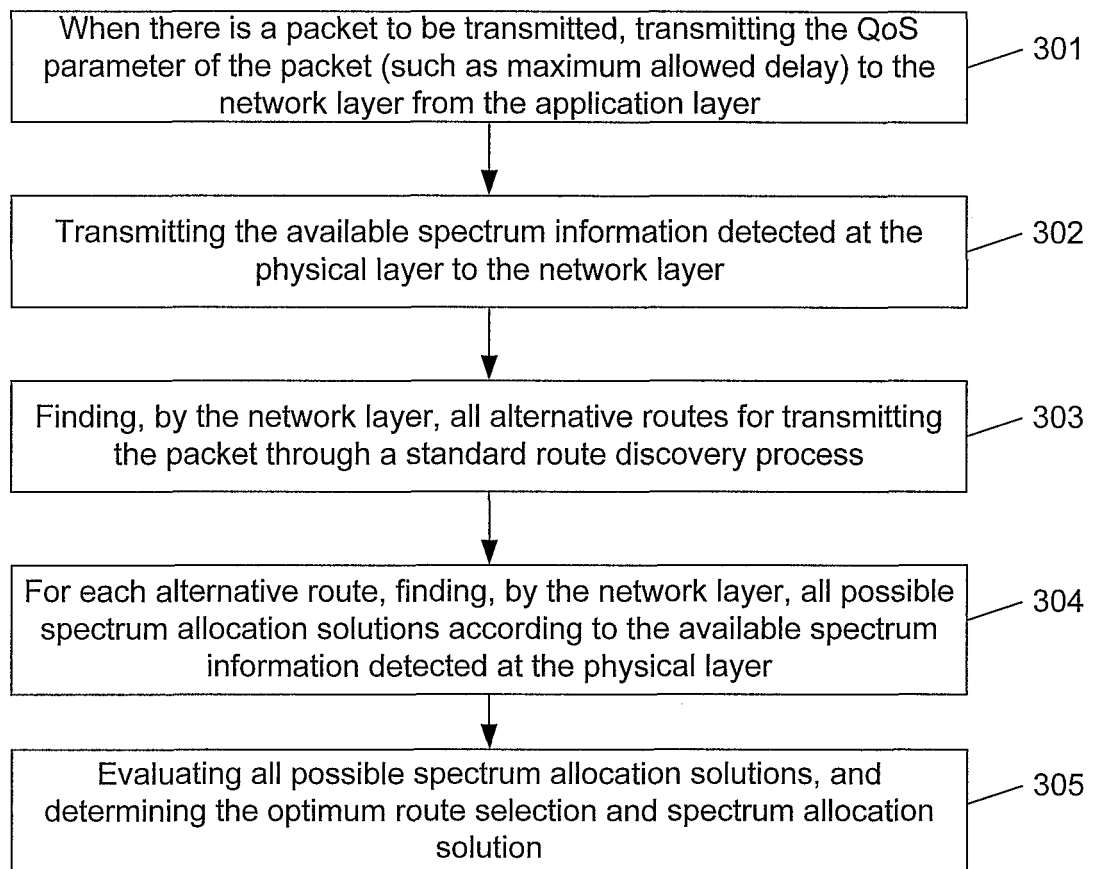 When there is a packet to be transmitted, transmitting the QoS
parameter of the packet (such as maximum allowed delay) to the
network layer from the application layer
301
Transmitting the available spectrum information detected at the
physical layer to the network layer
302
Finding, by the network layer, all alternative routes for transmitting
the packet through a standard route discovery process
303
For each alternative route, finding, by the network layer, all possible
spectrum allocation solutions according to the available spectrum
information detected at the physical layer
304
Evaluating all possible spectrum allocation solutions, and
determining the optimum route selection and spectrum allocation
solution
305